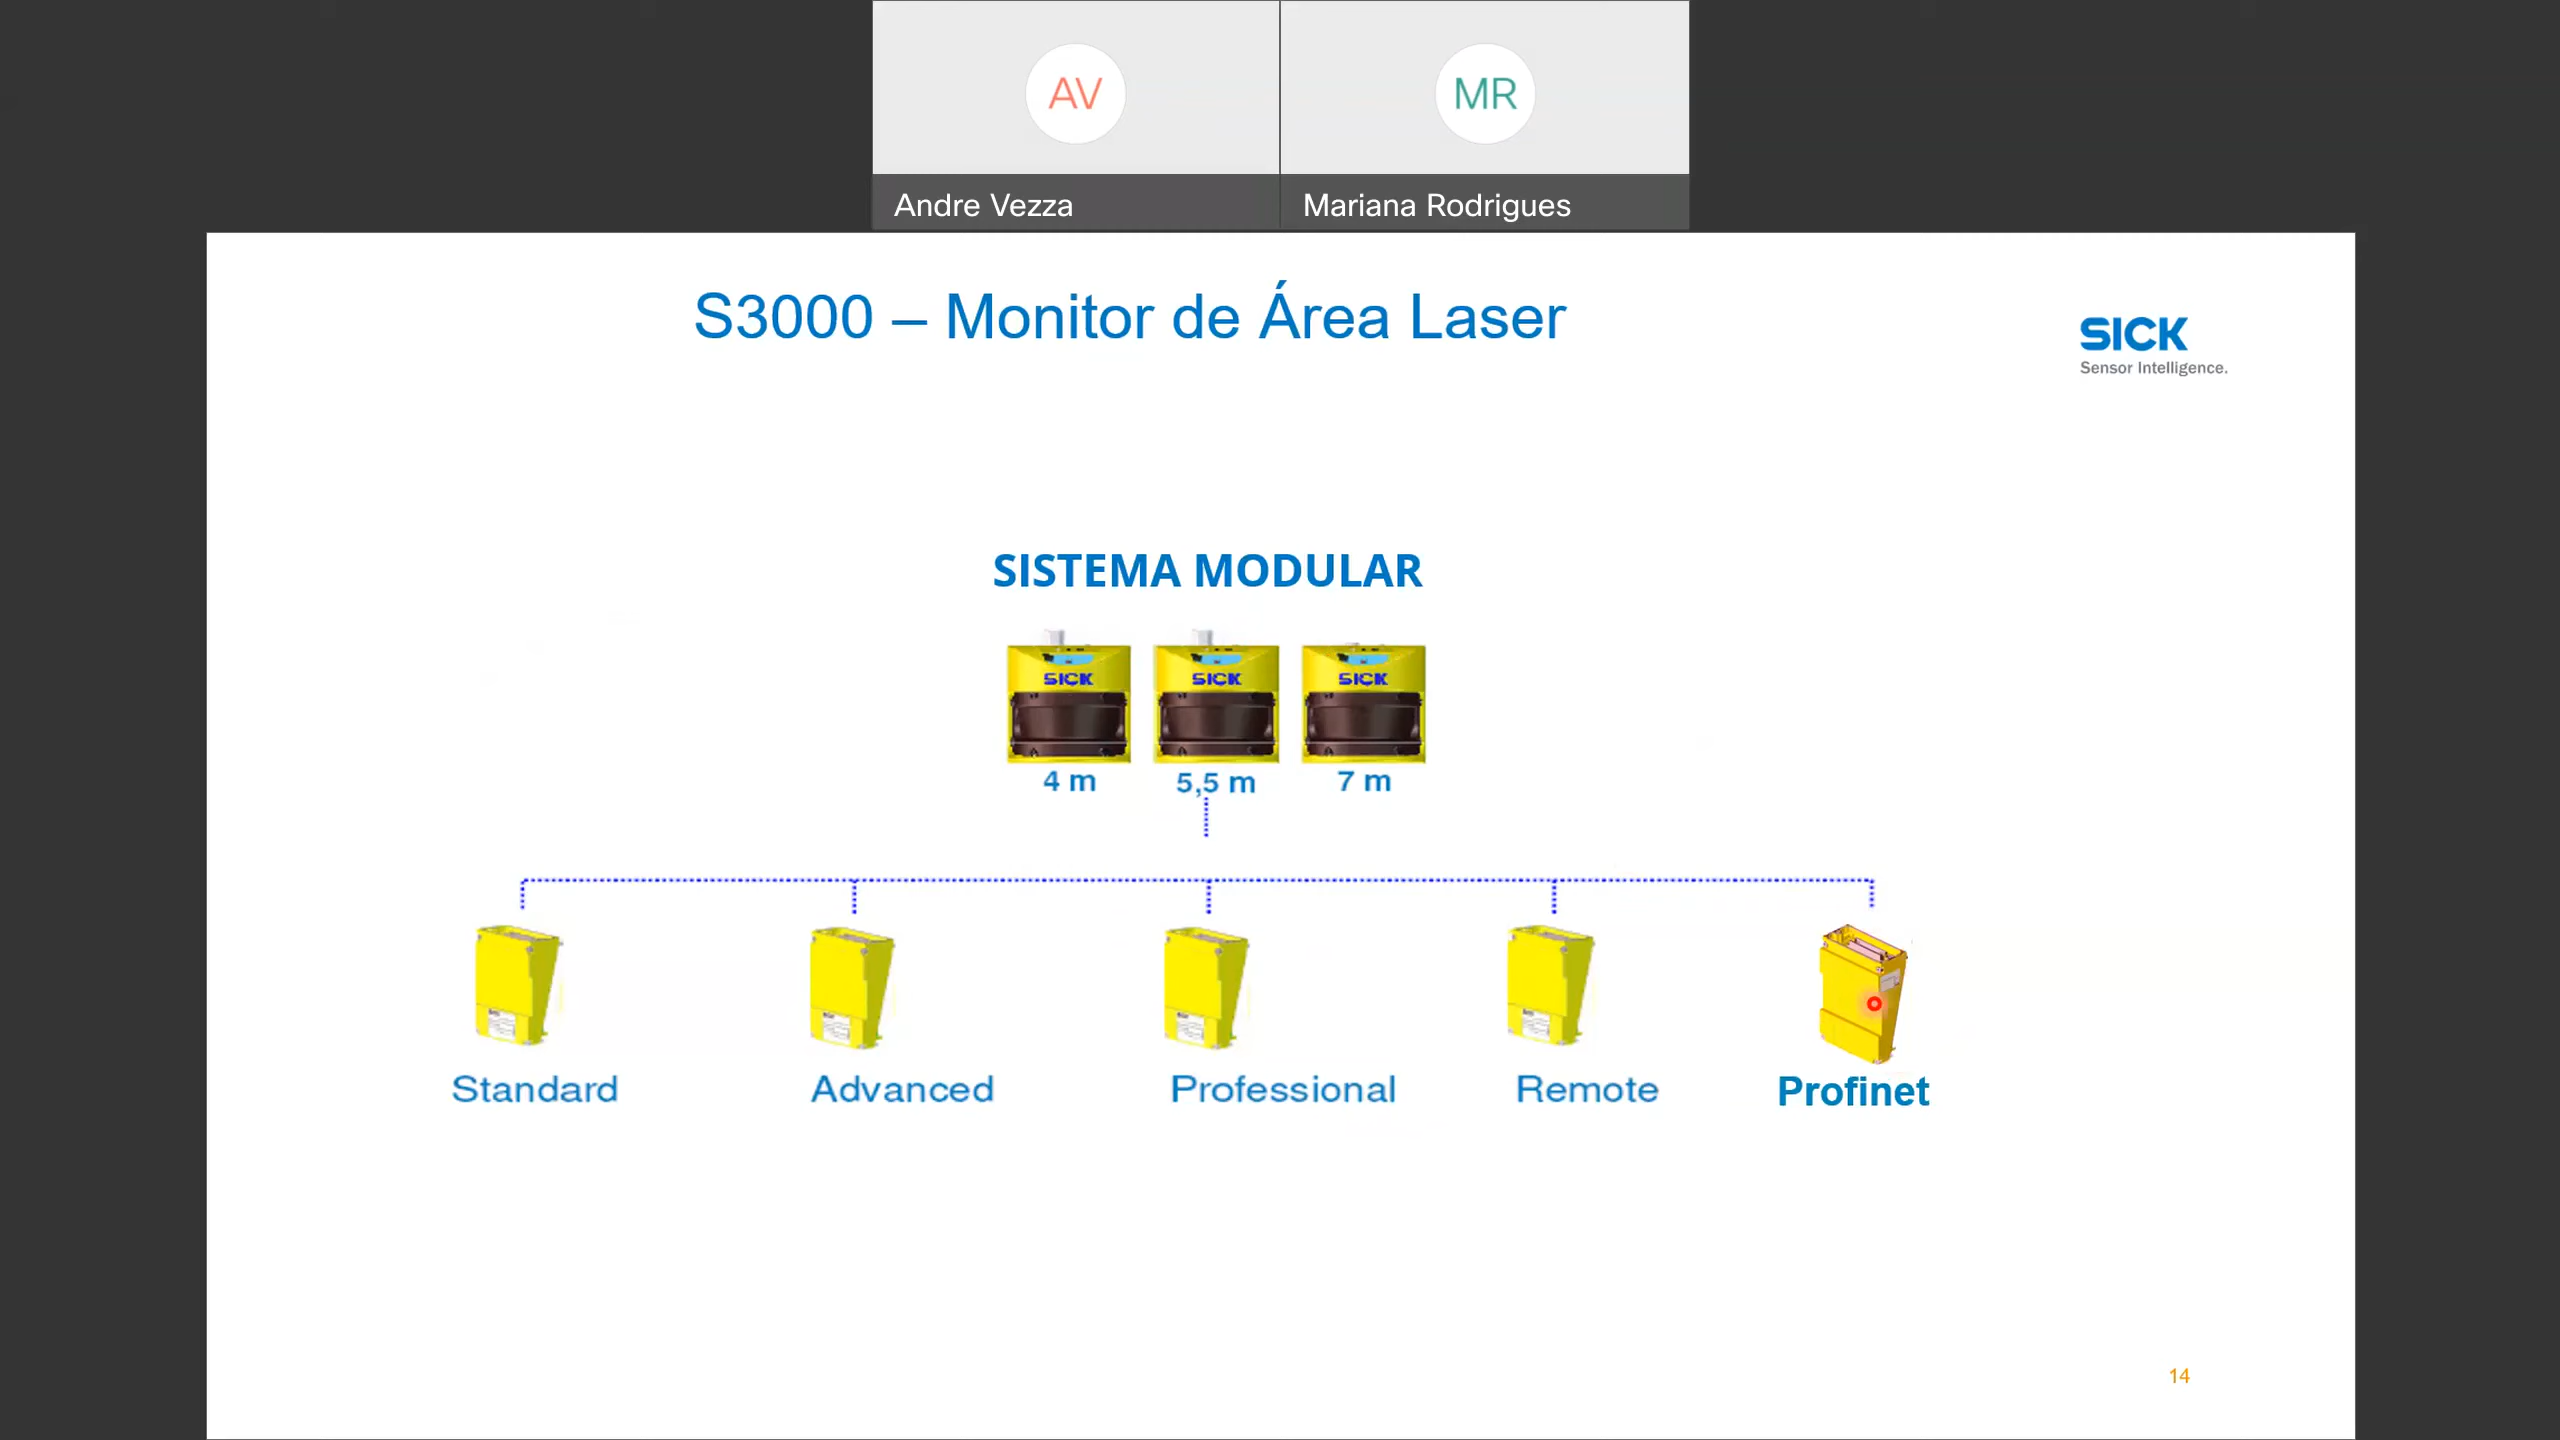 AV
MR
Andre Vezza
Mariana Rodrigues
S3000 – Monitor de Área Laser
SICK
Sensor Intelligence.
SISTEMA MODULAR
SICK
SICK
SICK
4 m
5,5 m
7 m
Standard
Advanced
Professional
Remote
Profinet
14